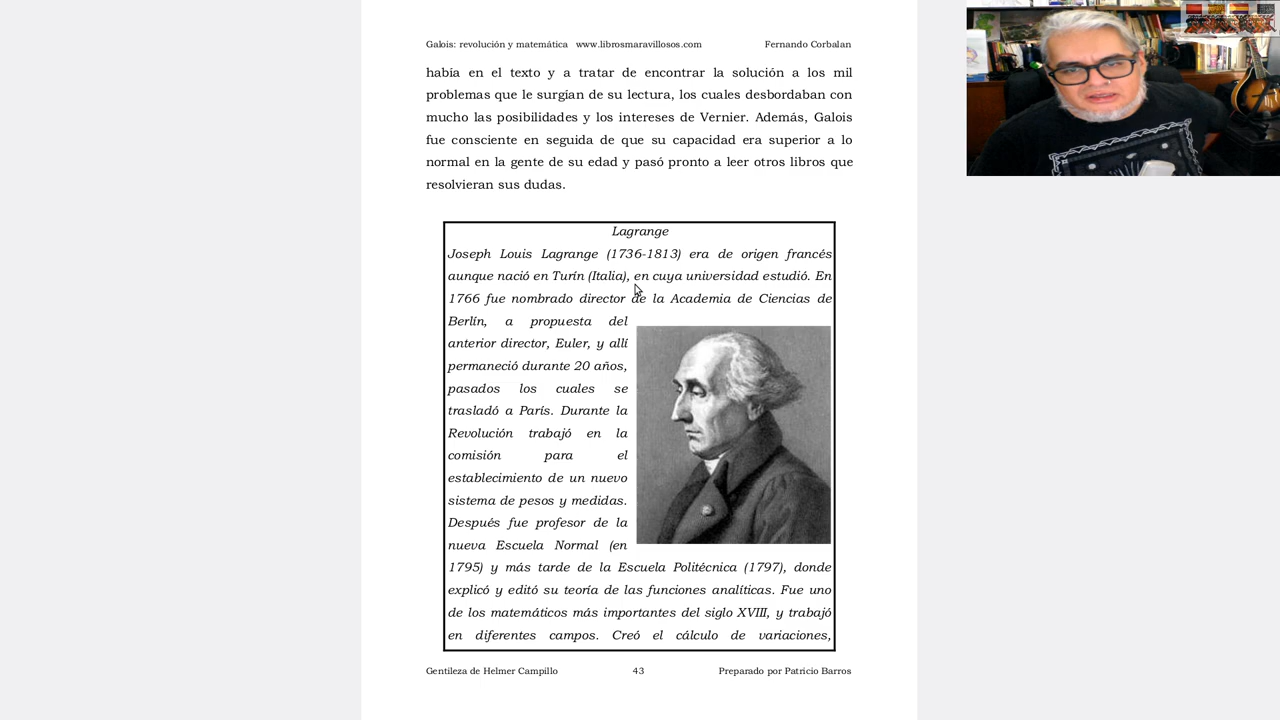 Galois: revolución y matemática www.librosmaravillosos.com Fernando Corbalan
había en el texto y a tratar de encontrar la solución a los mil
problemas que le surgían de su lectura, los cuales desbordaban con
mucho las posibilidades y los intereses de Vernier. Además, Galois
fue consciente en seguida de que su capacidad era superior a lo
normal en la gente de su edad y pasó pronto a leer otros libros que
resolvieran sus dudas.
Lagrange
Joseph Louis Lagrange (1736-1813) era de origen francés
aunque nació en Turín (Italia), en cuya universidad estudió. En
1766 fue nombrado director de la Academia de Ciencias de
Berlín, a propuesta del
anterior director, Euler, y allí
permaneció durante 20 años,
pasados los cuales se
trasladó a París. Durante la
Revolución trabajó en la
comisión para el
establecimiento de un nuevo
sistema de pesos y medidas.
Después fue profesor de la
nueva Escuela Normal (en
1795) y más tarde de la Escuela Politécnica (1797), donde
explicó y editó su teoría de las funciones analíticas. Fue uno
de los matemáticos más importantes del siglo XVIII, y trabajó
en diferentes campos. Creó el cálculo de variaciones,
Gentileza de Helmer Campillo 43 Preparado por Patricio Barros